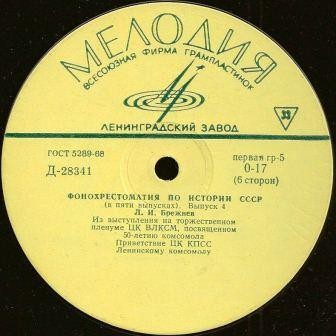 МЕЛОДИЯ
ВСЕСОЮЗНАЯ ФИРМА ГРАМПЛАСТИНОК
33
ЛЕНИНГРАДСКИЙ ЗАВОД
ГОСТ 5289-68
Д-28341
первая гр-5
0-17
(6 сторон)
ФОНОХРЕСТОМАТИЯ ПО ИСТОРИИ СССР
(в пяти выпусках). Выпуск 4
Л. И. Брежнев
Из выступления на торжественном
пленуме ЦК ВЛКСМ, посвященном
50-летию комсомола
Приветствие ЦК КПСС
Ленинскому комсомолу